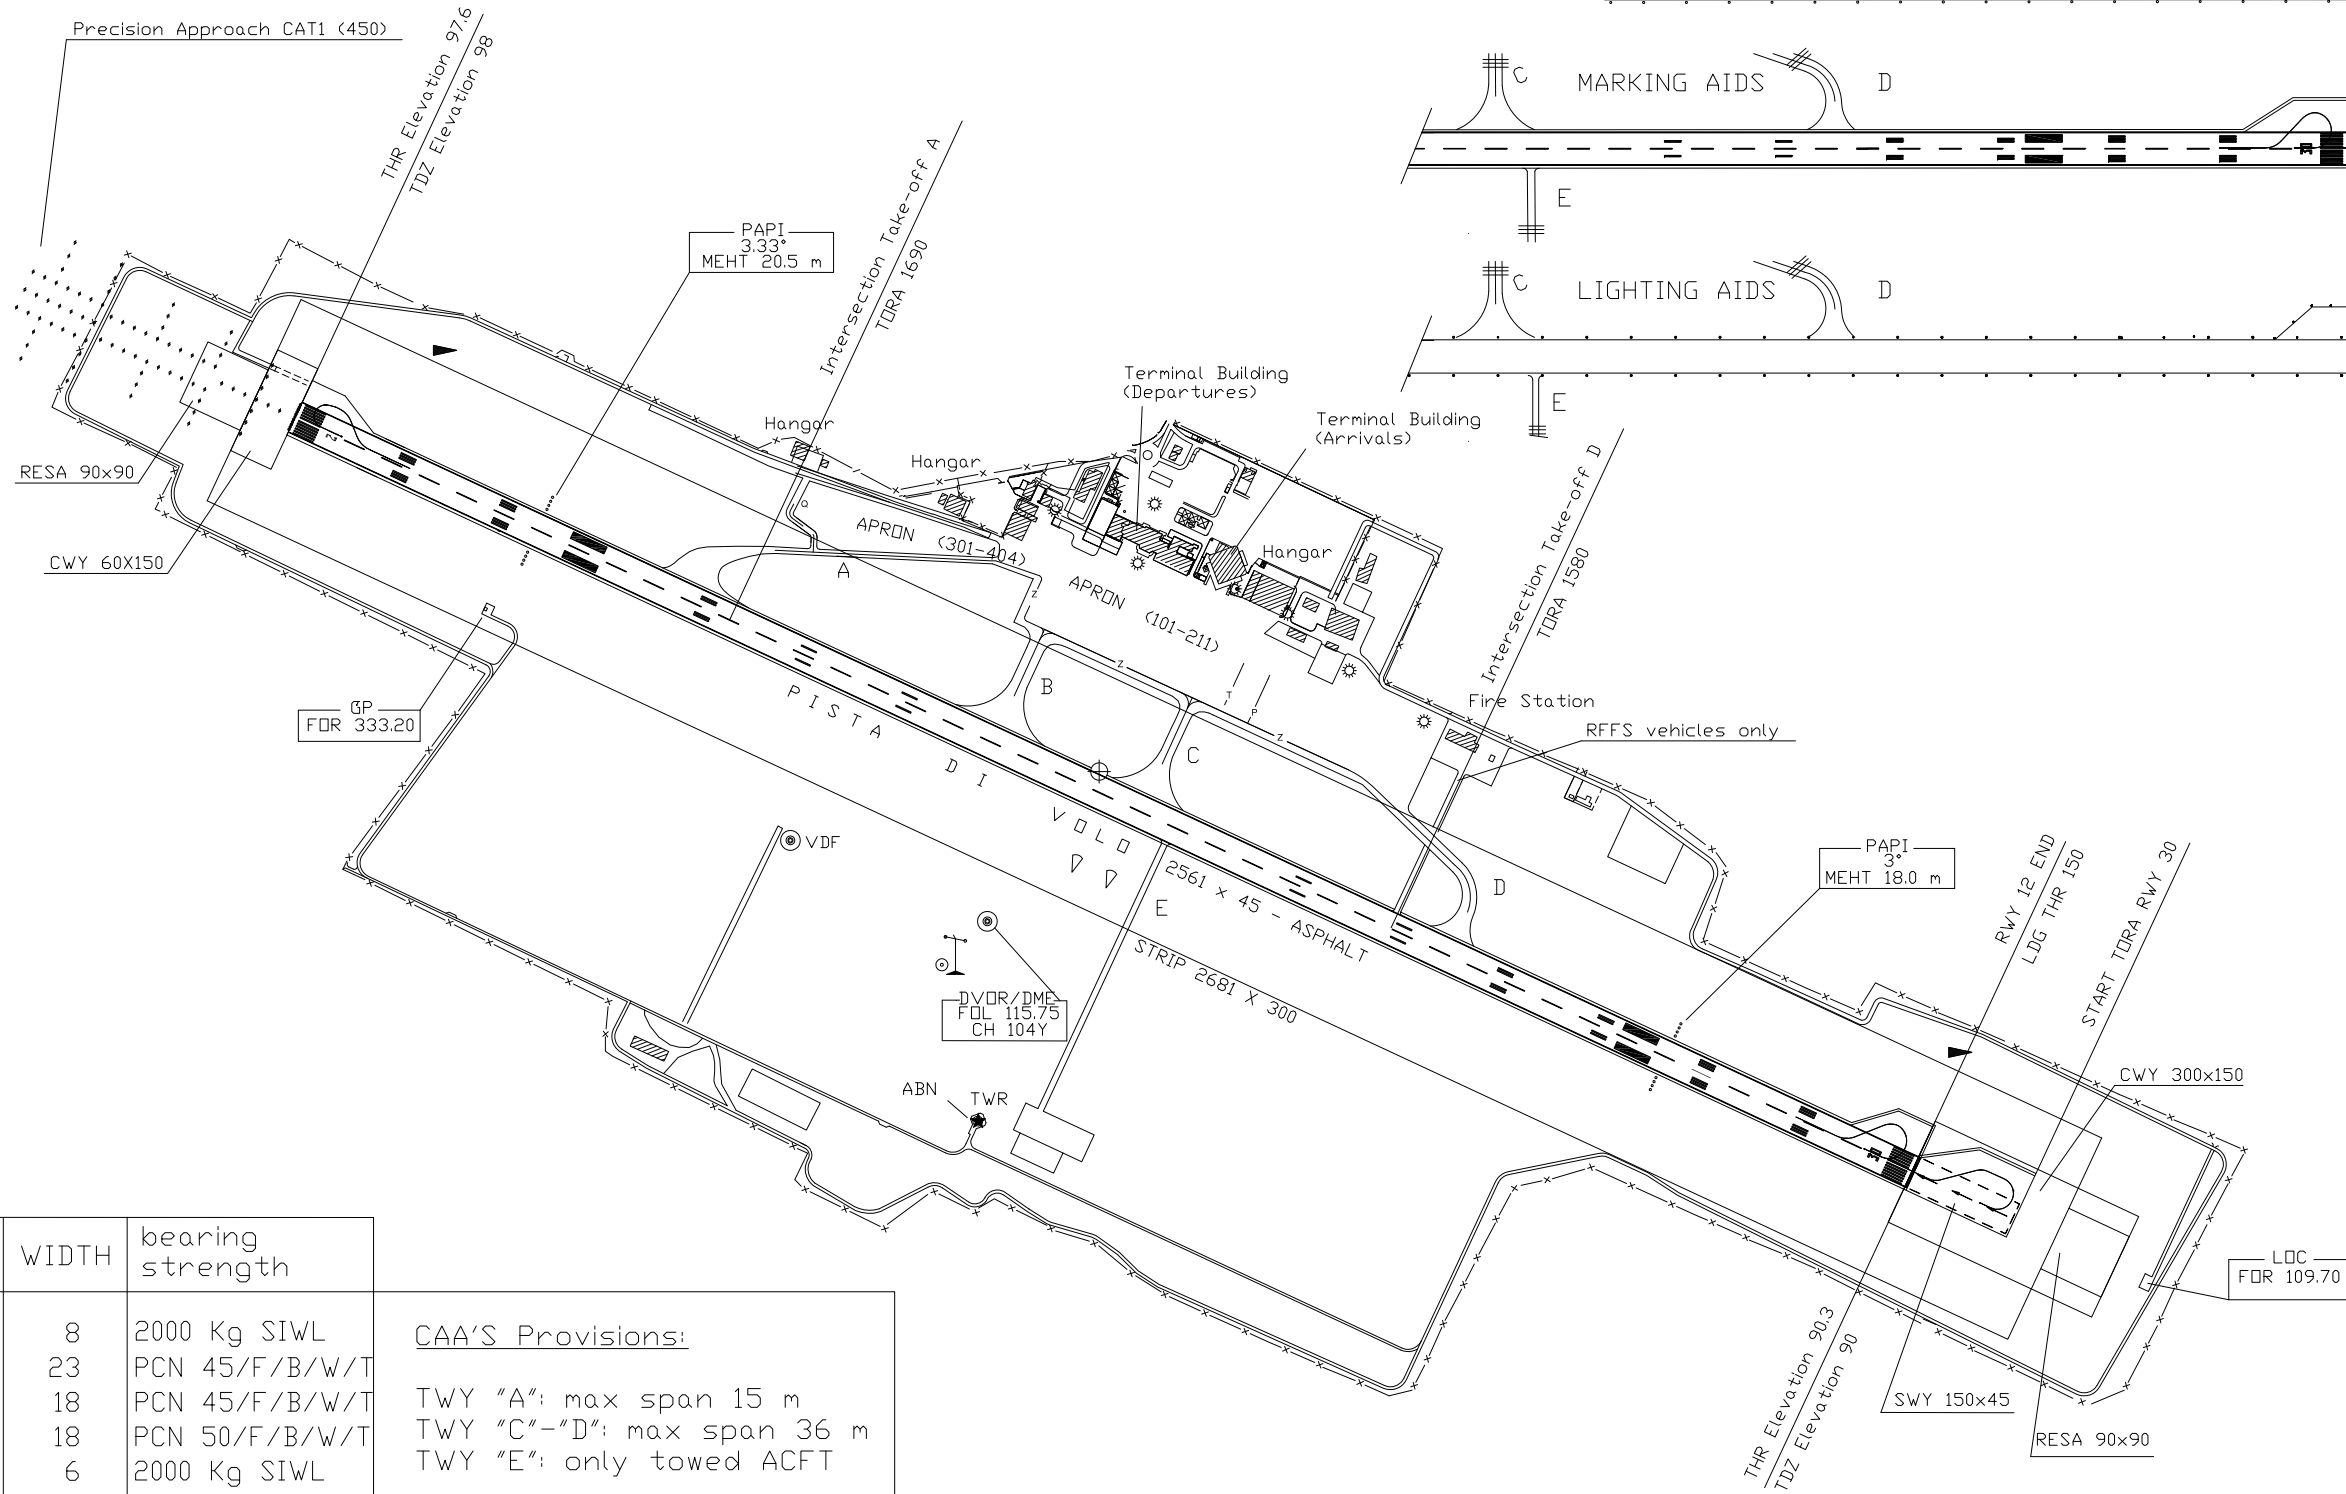 Precision Approach CAT1 (450)
THR Elevation 97.6
TDZ Elevation 98
PAPI
3.33°
MEHT 20.5 m
Intersection Take-off A
TORA 1690
C
MARKING AIDS
D
E
C
LIGHTING AIDS
D
E
Terminal Building
(Departures)
Terminal Building
(Arrivals)
Hangar
Hangar
Hangar
RESA 90x90
CWY 60X150
12
APRON (301-404)
A
APRON (101-211)
Z
Z
Z
Z
T
P
B
C
Intersection Take-off D
TORA 1580
Fire Station
RFFS vehicles only
GP
FOR 333.20
PISTA DI VOLO
2561 x 45 - ASPHALT
STRIP 2681 X 300
VDF
E
D
DVOR/DME
FOL 115.75
CH 104Y
PAPI
3°
MEHT 18.0 m
RWY 12 END
LDG THR 150
START TORA RWY 30
CWY 300x150
ABN
TWR
30
LOC
FOR 109.70
THR Elevation 90.3
TDZ Elevation 90
SWY 150x45
RESA 90x90
WIDTH
bearing
strength
8 2000 Kg SIWL
23 PCN 45/F/B/W/T
18 PCN 45/F/B/W/T
18 PCN 50/F/B/W/T
6 2000 Kg SIWL
CAA'S Provisions:
TWY "A": max span 15 m
TWY "C"-"D": max span 36 m
TWY "E": only towed ACFT